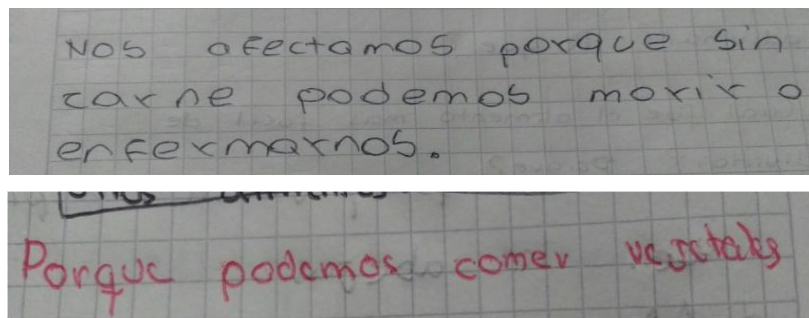 Nos afectamos porque sin
carne podemos morir o
enfermarnos.
Porque podemos comer vegetales